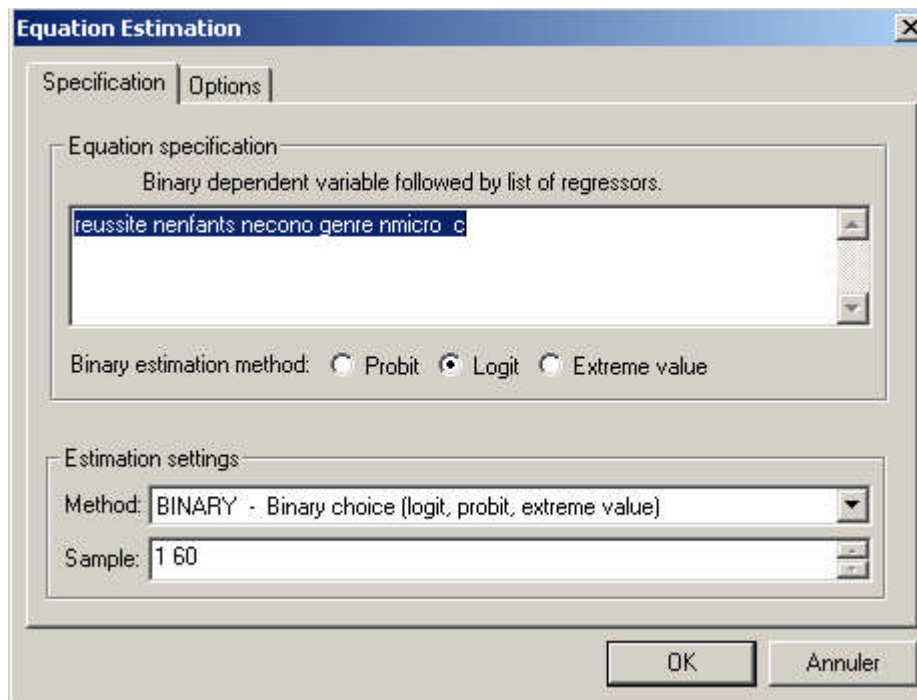 Equation Estimation
Specification Options
Equation specification
Binary dependent variable followed by list of regressors.
reussite nenfants necono genre nmicro c
Binary estimation method: Probit Logit Extreme value
Estimation settings
Method: BINARY - Binary choice (logit, probit, extreme value)
Sample: 1 60
OK Annuler